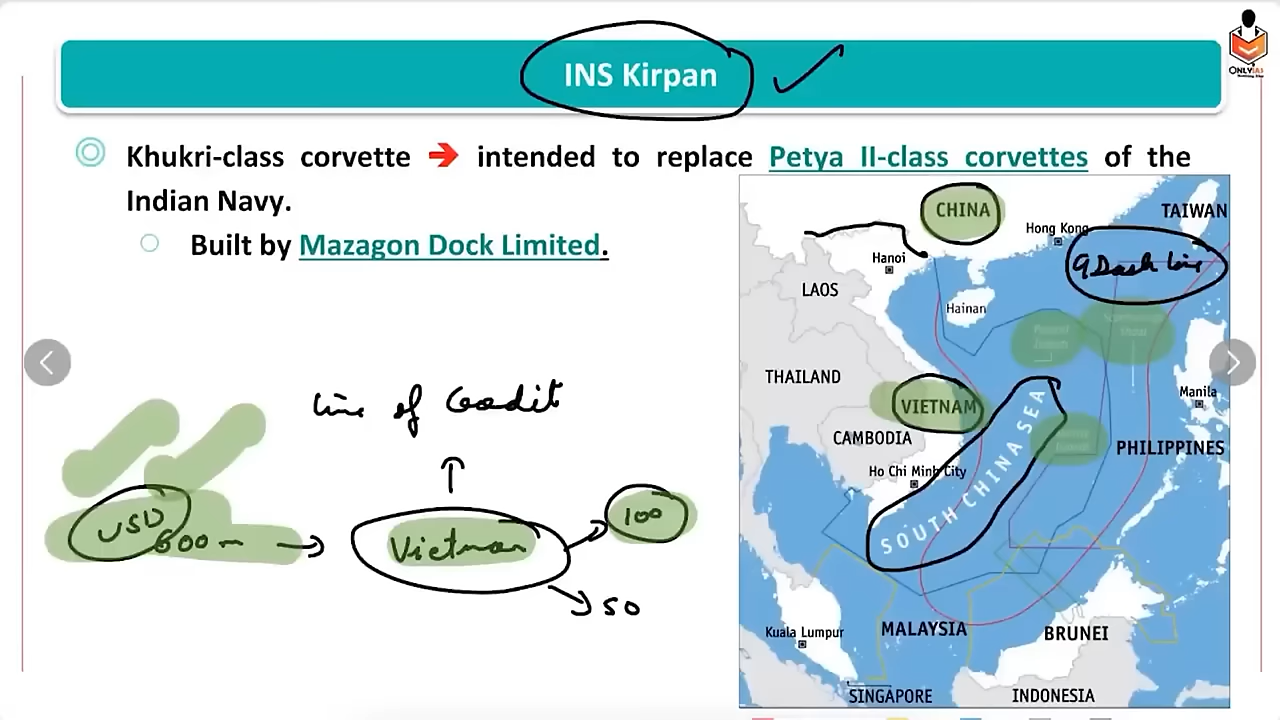 INS Kirpan
ONLYIAS
Khukri-class corvette → intended to replace Petya II-class corvettes of the
Indian Navy.
Built by Mazagon Dock Limited.
CHINA
TAIWAN
Hong Kong
9 Dash line
Hanoi
LAOS
Hainan
THAILAND
VIETNAM
Manila
CAMBODIA
PHILIPPINES
Ho Chi Minh City
SOUTH CHINA SEA
Kuala Lumpur
MALAYSIA
BRUNEI
SINGAPORE
INDONESIA
line of Credit
USD
Vietnam
100
50